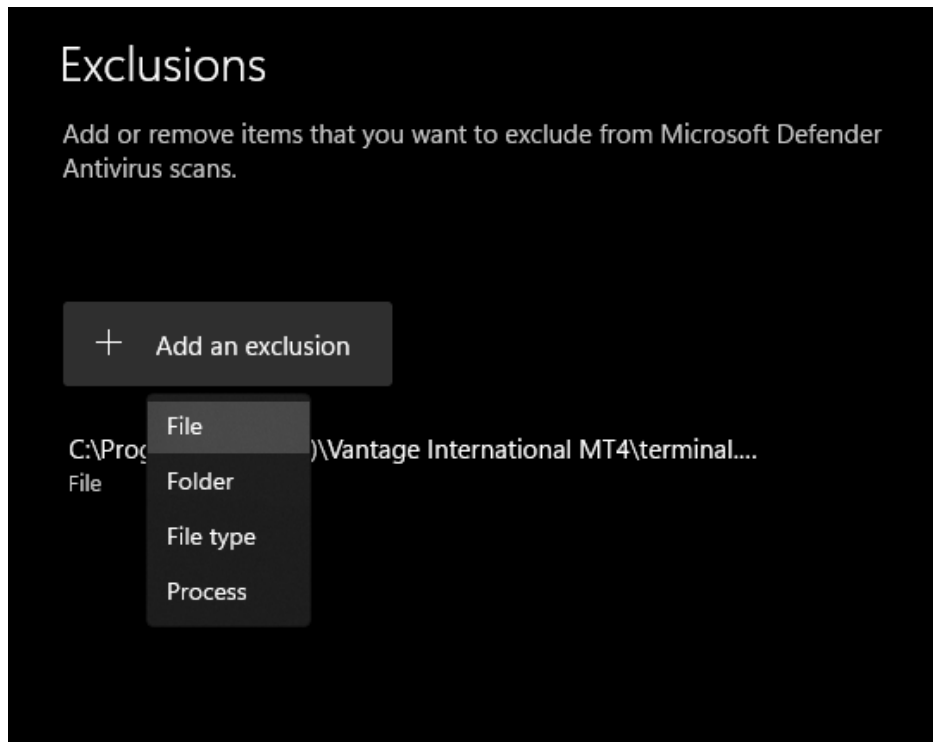 Exclusions
Add or remove items that you want to exclude from Microsoft Defender
Antivirus scans.
+ Add an exclusion
File
C:\Prog )\Vantage International MT4\terminal....
File
Folder
File type
Process